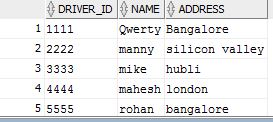 DRIVER_ID NAME ADDRESS
1 1111 Qwerty Bangalore
2 2222 manny silicon valley
3 3333 mike hubli
4 4444 mahesh london
5 5555 rohan bangalore